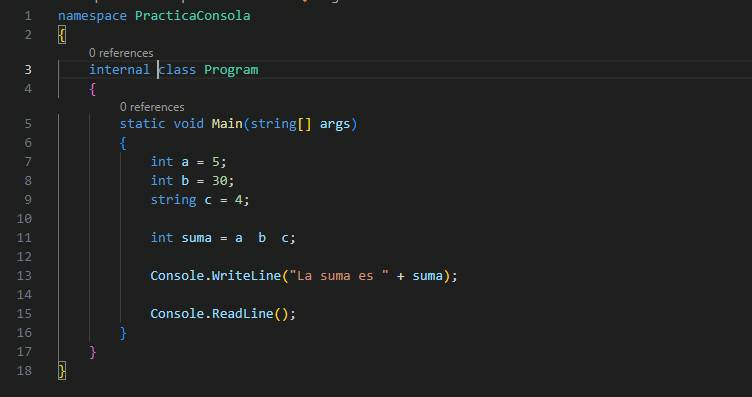 1 namespace PracticaConsola
2 {
0 references
3 internal class Program
4 {
0 references
5 static void Main(string[] args)
6 {
7 int a = 5;
8 int b = 30;
9 string c = 4;
10
11 int suma = a  b  c;
12
13 Console.WriteLine("La suma es " + suma);
14
15 Console.ReadLine();
16 }
17 }
18 }